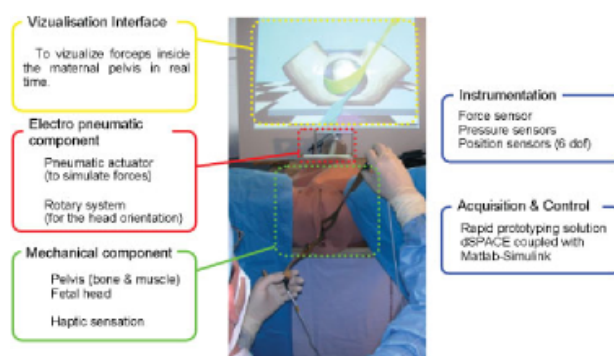 Vizualisation Interface
To vizualize forceps inside
the maternal pelvis in real
time.
Electro pneumatic
component
Pneumatic actuator
(to simulate forces)
Rotary system
(for the head orientation)
Mechanical component
Pelvis (bone & muscle)
Fetal head
Haptic sensation
Instrumentation
Force sensor
Pressure sensors
Position sensors (6 dof)
Acquisition & Control
Rapid prototyping solution
dSPACE coupled with
Matlab-Simulink